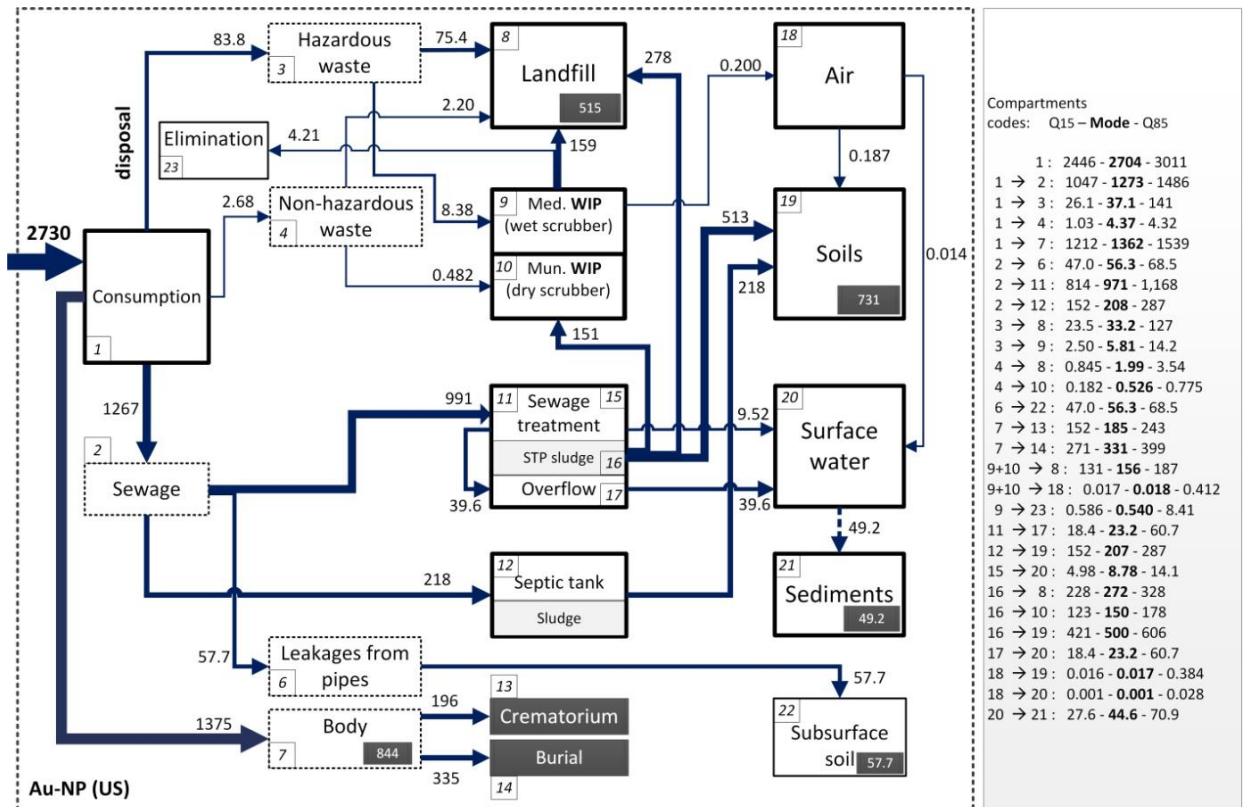 83.8
75.4
Hazardous
waste
3
8
Landfill
515
278
18
Air
0.200
disposal
2.20
Elimination
23
4.21
159
0.187
2.68
Non-hazardous
waste
4
8.38
9
Med. WIP
(wet scrubber)
10
Mun. WIP
(dry scrubber)
0.482
513
19
Soils
731
218
0.014
2730
Consumption
1
151
1267
991
11
15
Sewage
treatment
STP sludge
16
Overflow
17
39.6
9.52
39.6
20
Surface
water
2
Sewage
49.2
218
12
Septic tank
Sludge
21
Sediments
49.2
57.7
Leakages from
pipes
6
57.7
1375
Body
7
844
196
13
Crematorium
335
Burial
14
22
Subsurface
soil
57.7
Au-NP (US)
Compartments
codes: Q15 – Mode - Q85
1 : 2446 - 2704 - 3011
1 → 2 : 1047 - 1273 - 1486
1 → 3 : 26.1 - 37.1 - 141
1 → 4 : 1.03 - 4.37 - 4.32
1 → 7 : 1212 - 1362 - 1539
2 → 6 : 47.0 - 56.3 - 68.5
2 → 11 : 814 - 971 - 1,168
2 → 12 : 152 - 208 - 287
3 → 8 : 23.5 - 33.2 - 127
3 → 9 : 2.50 - 5.81 - 14.2
4 → 8 : 0.845 - 1.99 - 3.54
4 → 10 : 0.182 - 0.526 - 0.775
6 → 22 : 47.0 - 56.3 - 68.5
7 → 13 : 152 - 185 - 243
7 → 14 : 271 - 331 - 399
9+10 → 8 : 131 - 156 - 187
9+10 → 18 : 0.017 - 0.018 - 0.412
9 → 23 : 0.586 - 0.540 - 8.41
11 → 17 : 18.4 - 23.2 - 60.7
12 → 19 : 152 - 207 - 287
15 → 20 : 4.98 - 8.78 - 14.1
16 → 8 : 228 - 272 - 328
16 → 10 : 123 - 150 - 178
16 → 19 : 421 - 500 - 606
17 → 20 : 18.4 - 23.2 - 60.7
18 → 19 : 0.016 - 0.017 - 0.384
18 → 20 : 0.001 - 0.001 - 0.028
20 → 21 : 27.6 - 44.6 - 70.9